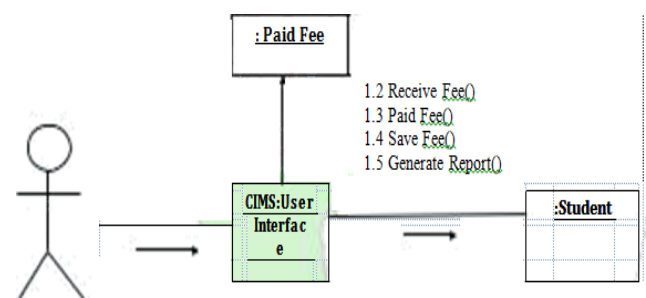 : Paid Fee
1.2 Receive Fee()
1.3 Paid Fee()
1.4 Save Fee()
1.5 Generate Report()
CIMS:User
Interfac
e
:Student